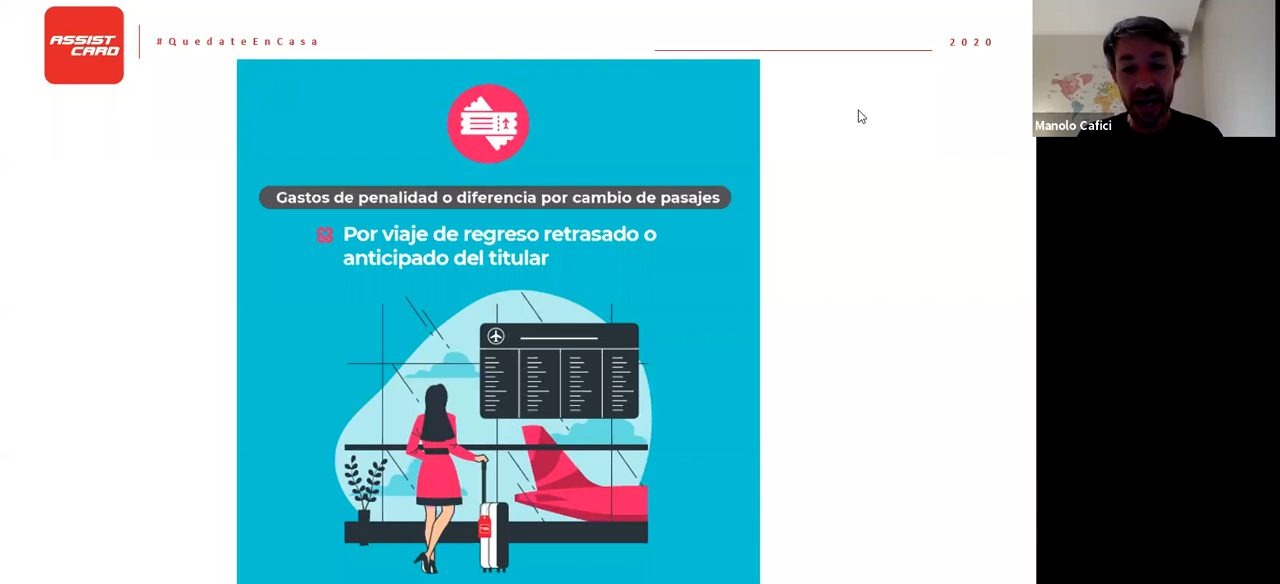 ASSIST
CARD
#QuedateEnCasa
2020
Manolo Cafici
Gastos de penalidad o diferencia por cambio de pasajes
Por viaje de regreso retrasado o
anticipado del titular